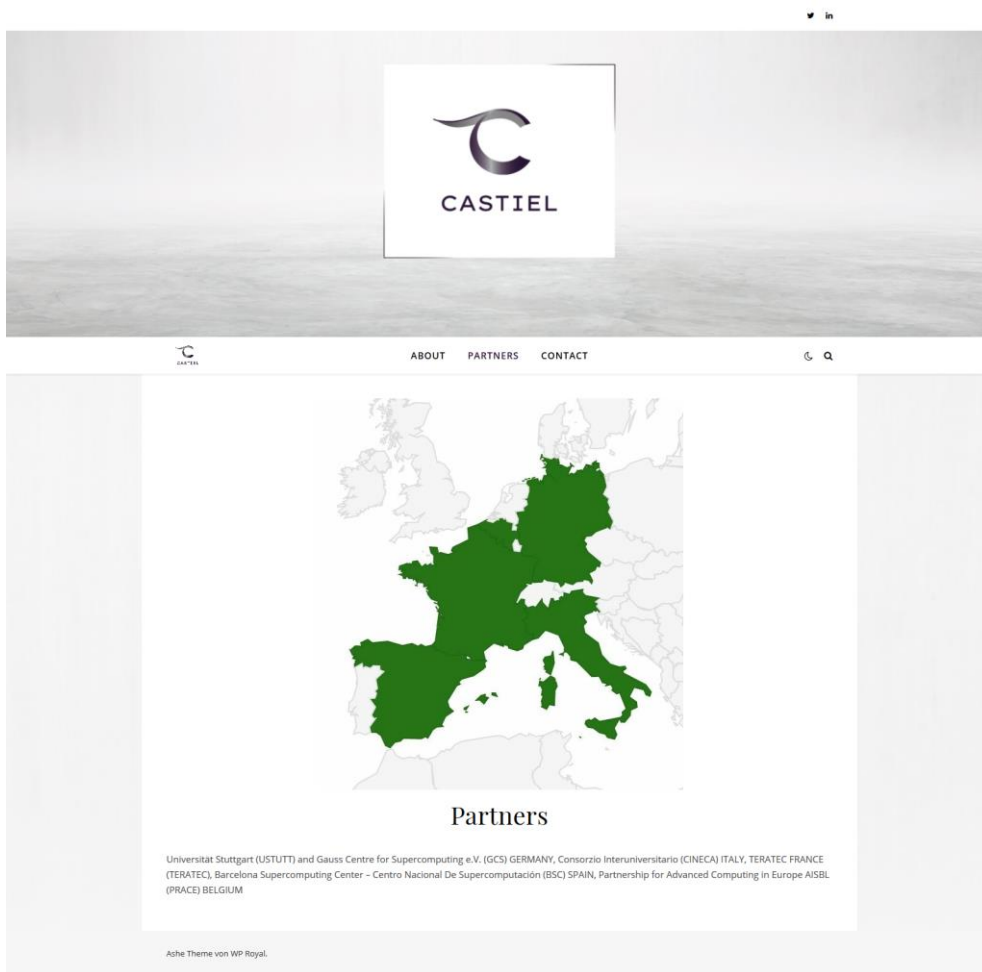 CASTIEL
CASTIEL
ABOUT PARTNERS CONTACT
Partners
Universität Stuttgart (USTUTT) and Gauss Centre for Supercomputing e.V. (GCS) GERMANY, Consorzio Interuniversitario (CINECA) ITALY, TERATEC FRANCE
(TERATEC), Barcelona Supercomputing Center – Centro Nacional De Supercomputación (BSC) SPAIN, Partnership for Advanced Computing in Europe AISBL
(PRACE) BELGIUM
Ashe Theme von WP Royal.